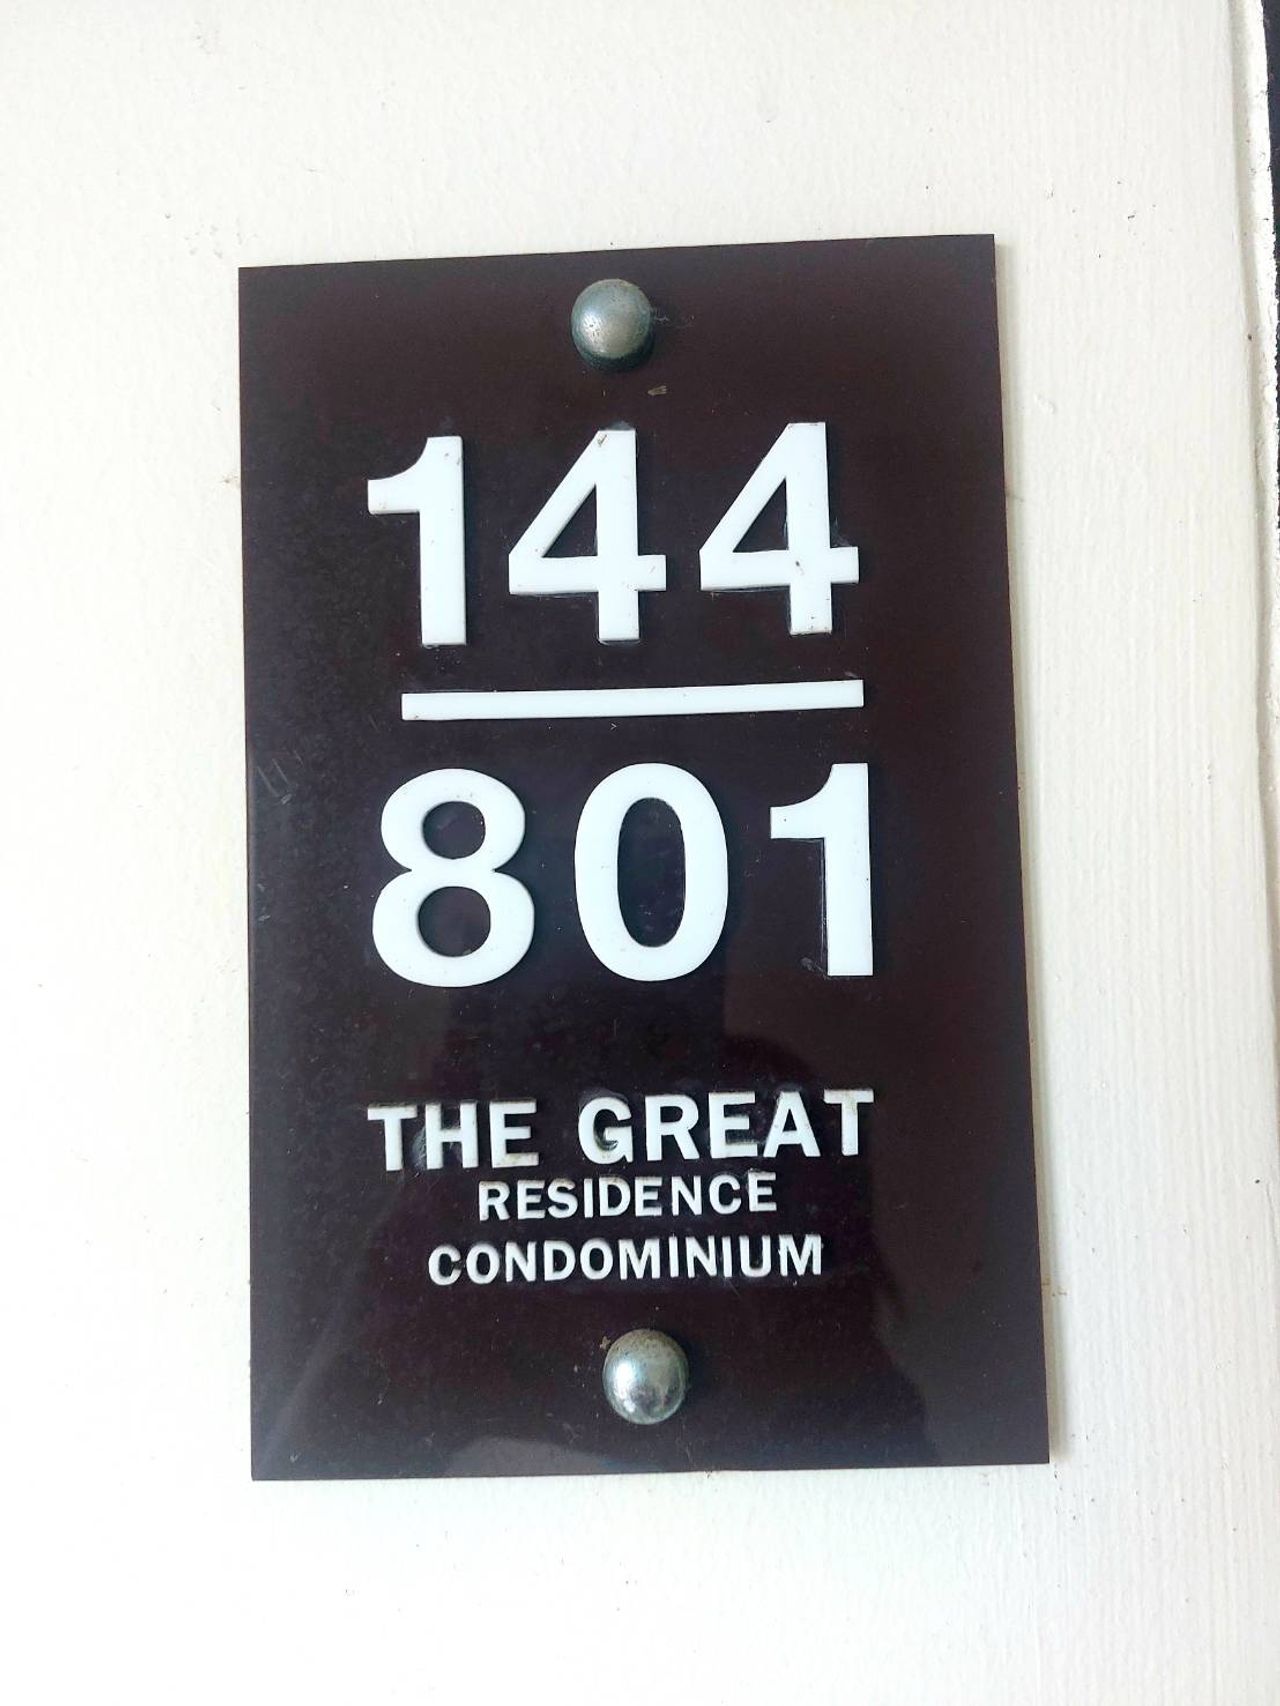 144
801
THE GREAT
RESIDENCE
CONDOMINIUM